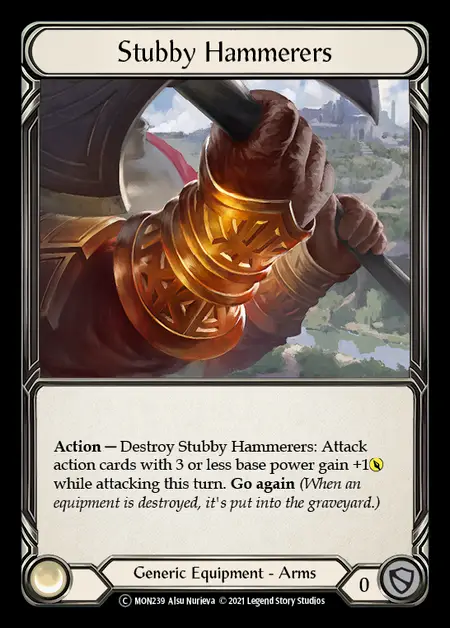 Stubby Hammerers
Action — Destroy Stubby Hammerers: Attack
action cards with 3 or less base power gain +1
while attacking this turn. Go again (When an
equipment is destroyed, it's put into the graveyard.)
Generic Equipment - Arms
0
C MON239 Alsu Nurieva © 2021 Legend Story Studios